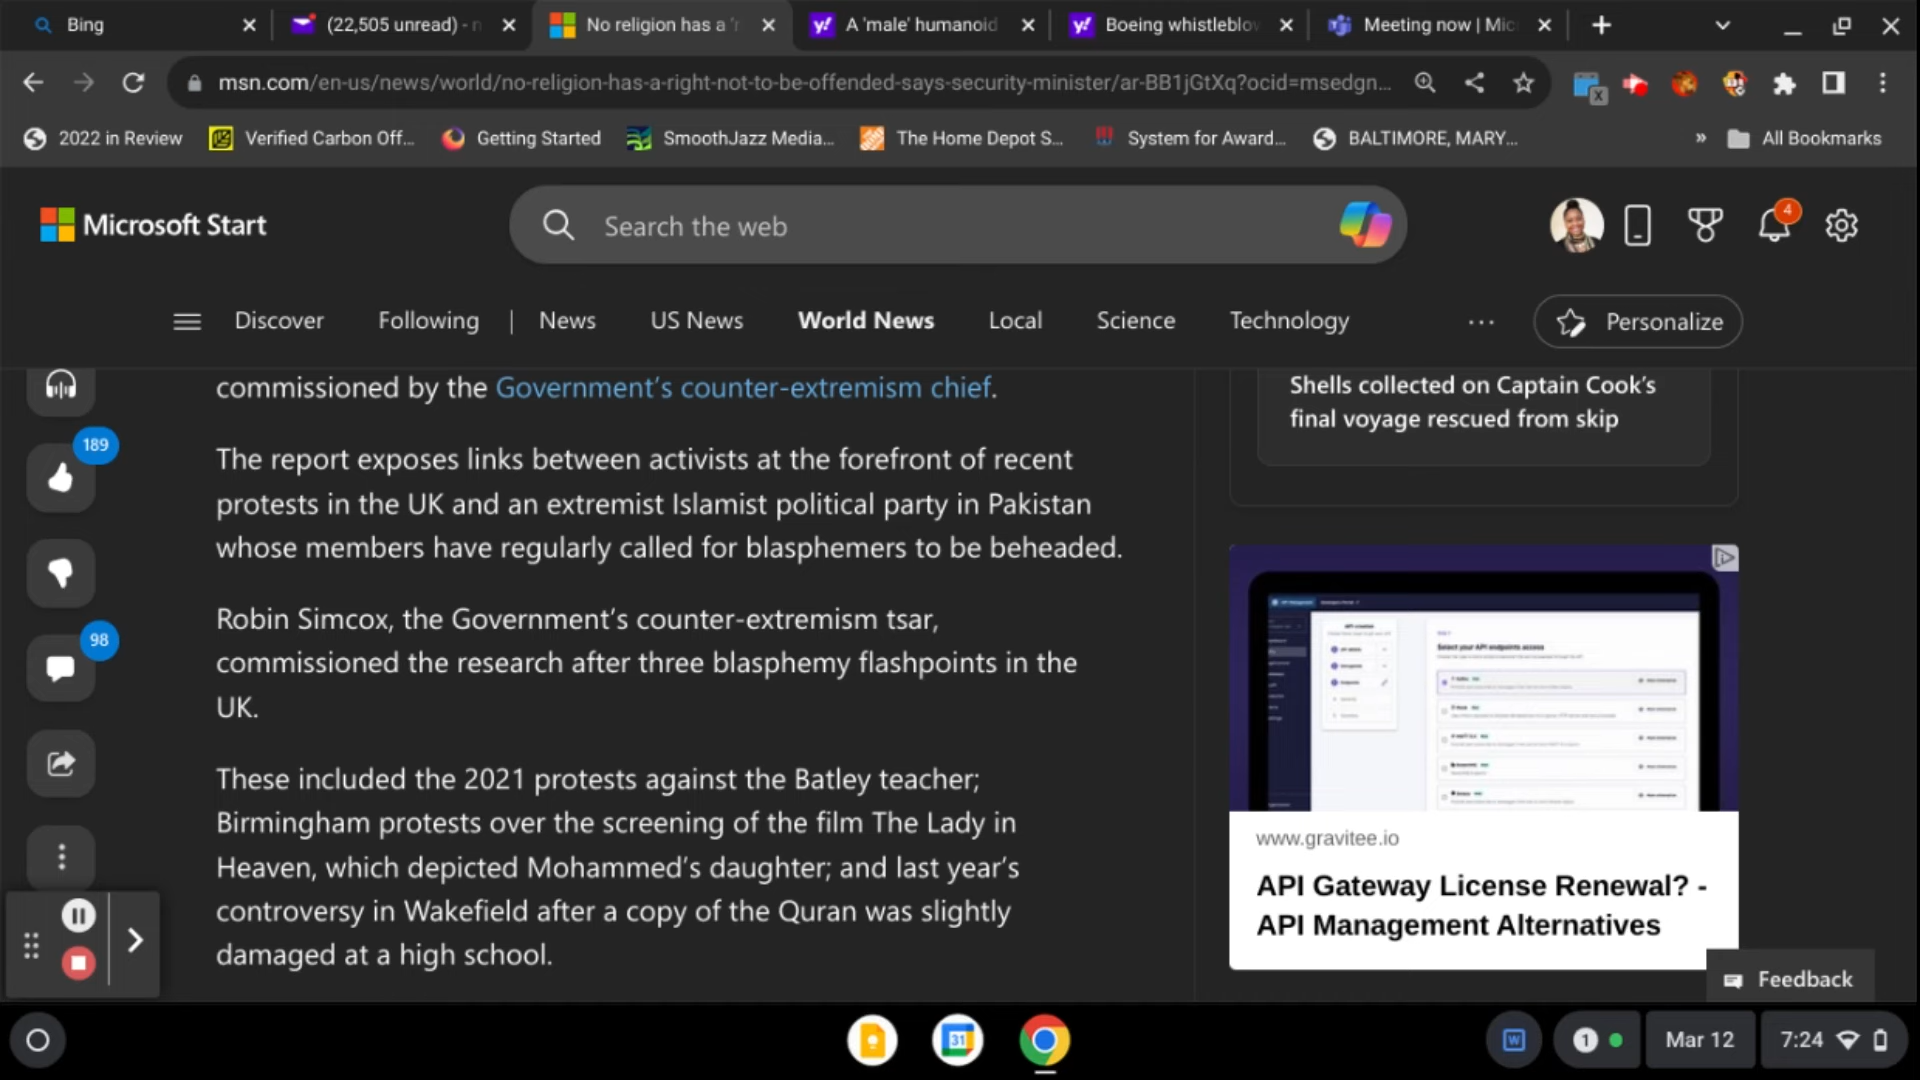 Bing
(22,505 unread) - n
No religion has a 'r
A 'male' humanoid
Boeing whistleblow
Meeting now | Mic
msn.com/en-us/news/world/no-religion-has-a-right-not-to-be-offended-says-security-minister/ar-BB1jGtXq?ocid=msedgn...
2022 in Review
Verified Carbon Off...
Getting Started
SmoothJazz Media...
The Home Depot S...
System for Award...
BALTIMORE, MARY...
»
All Bookmarks
Microsoft Start
Search the web
4
Discover
Following
News
US News
World News
Local
Science
Technology
...
Personalize
commissioned by the Government's counter-extremism chief.
The report exposes links between activists at the forefront of recent
protests in the UK and an extremist Islamist political party in Pakistan
whose members have regularly called for blasphemers to be beheaded.
Robin Simcox, the Government's counter-extremism tsar,
commissioned the research after three blasphemy flashpoints in the
UK.
These included the 2021 protests against the Batley teacher;
Birmingham protests over the screening of the film The Lady in
Heaven, which depicted Mohammed's daughter; and last year's
controversy in Wakefield after a copy of the Quran was slightly
damaged at a high school.
189
98
Shells collected on Captain Cook's
final voyage rescued from skip
Select your API endpoints access
www.gravitee.io
API Gateway License Renewal? -
API Management Alternatives
Feedback
31
W
1
Mar 12
7:24